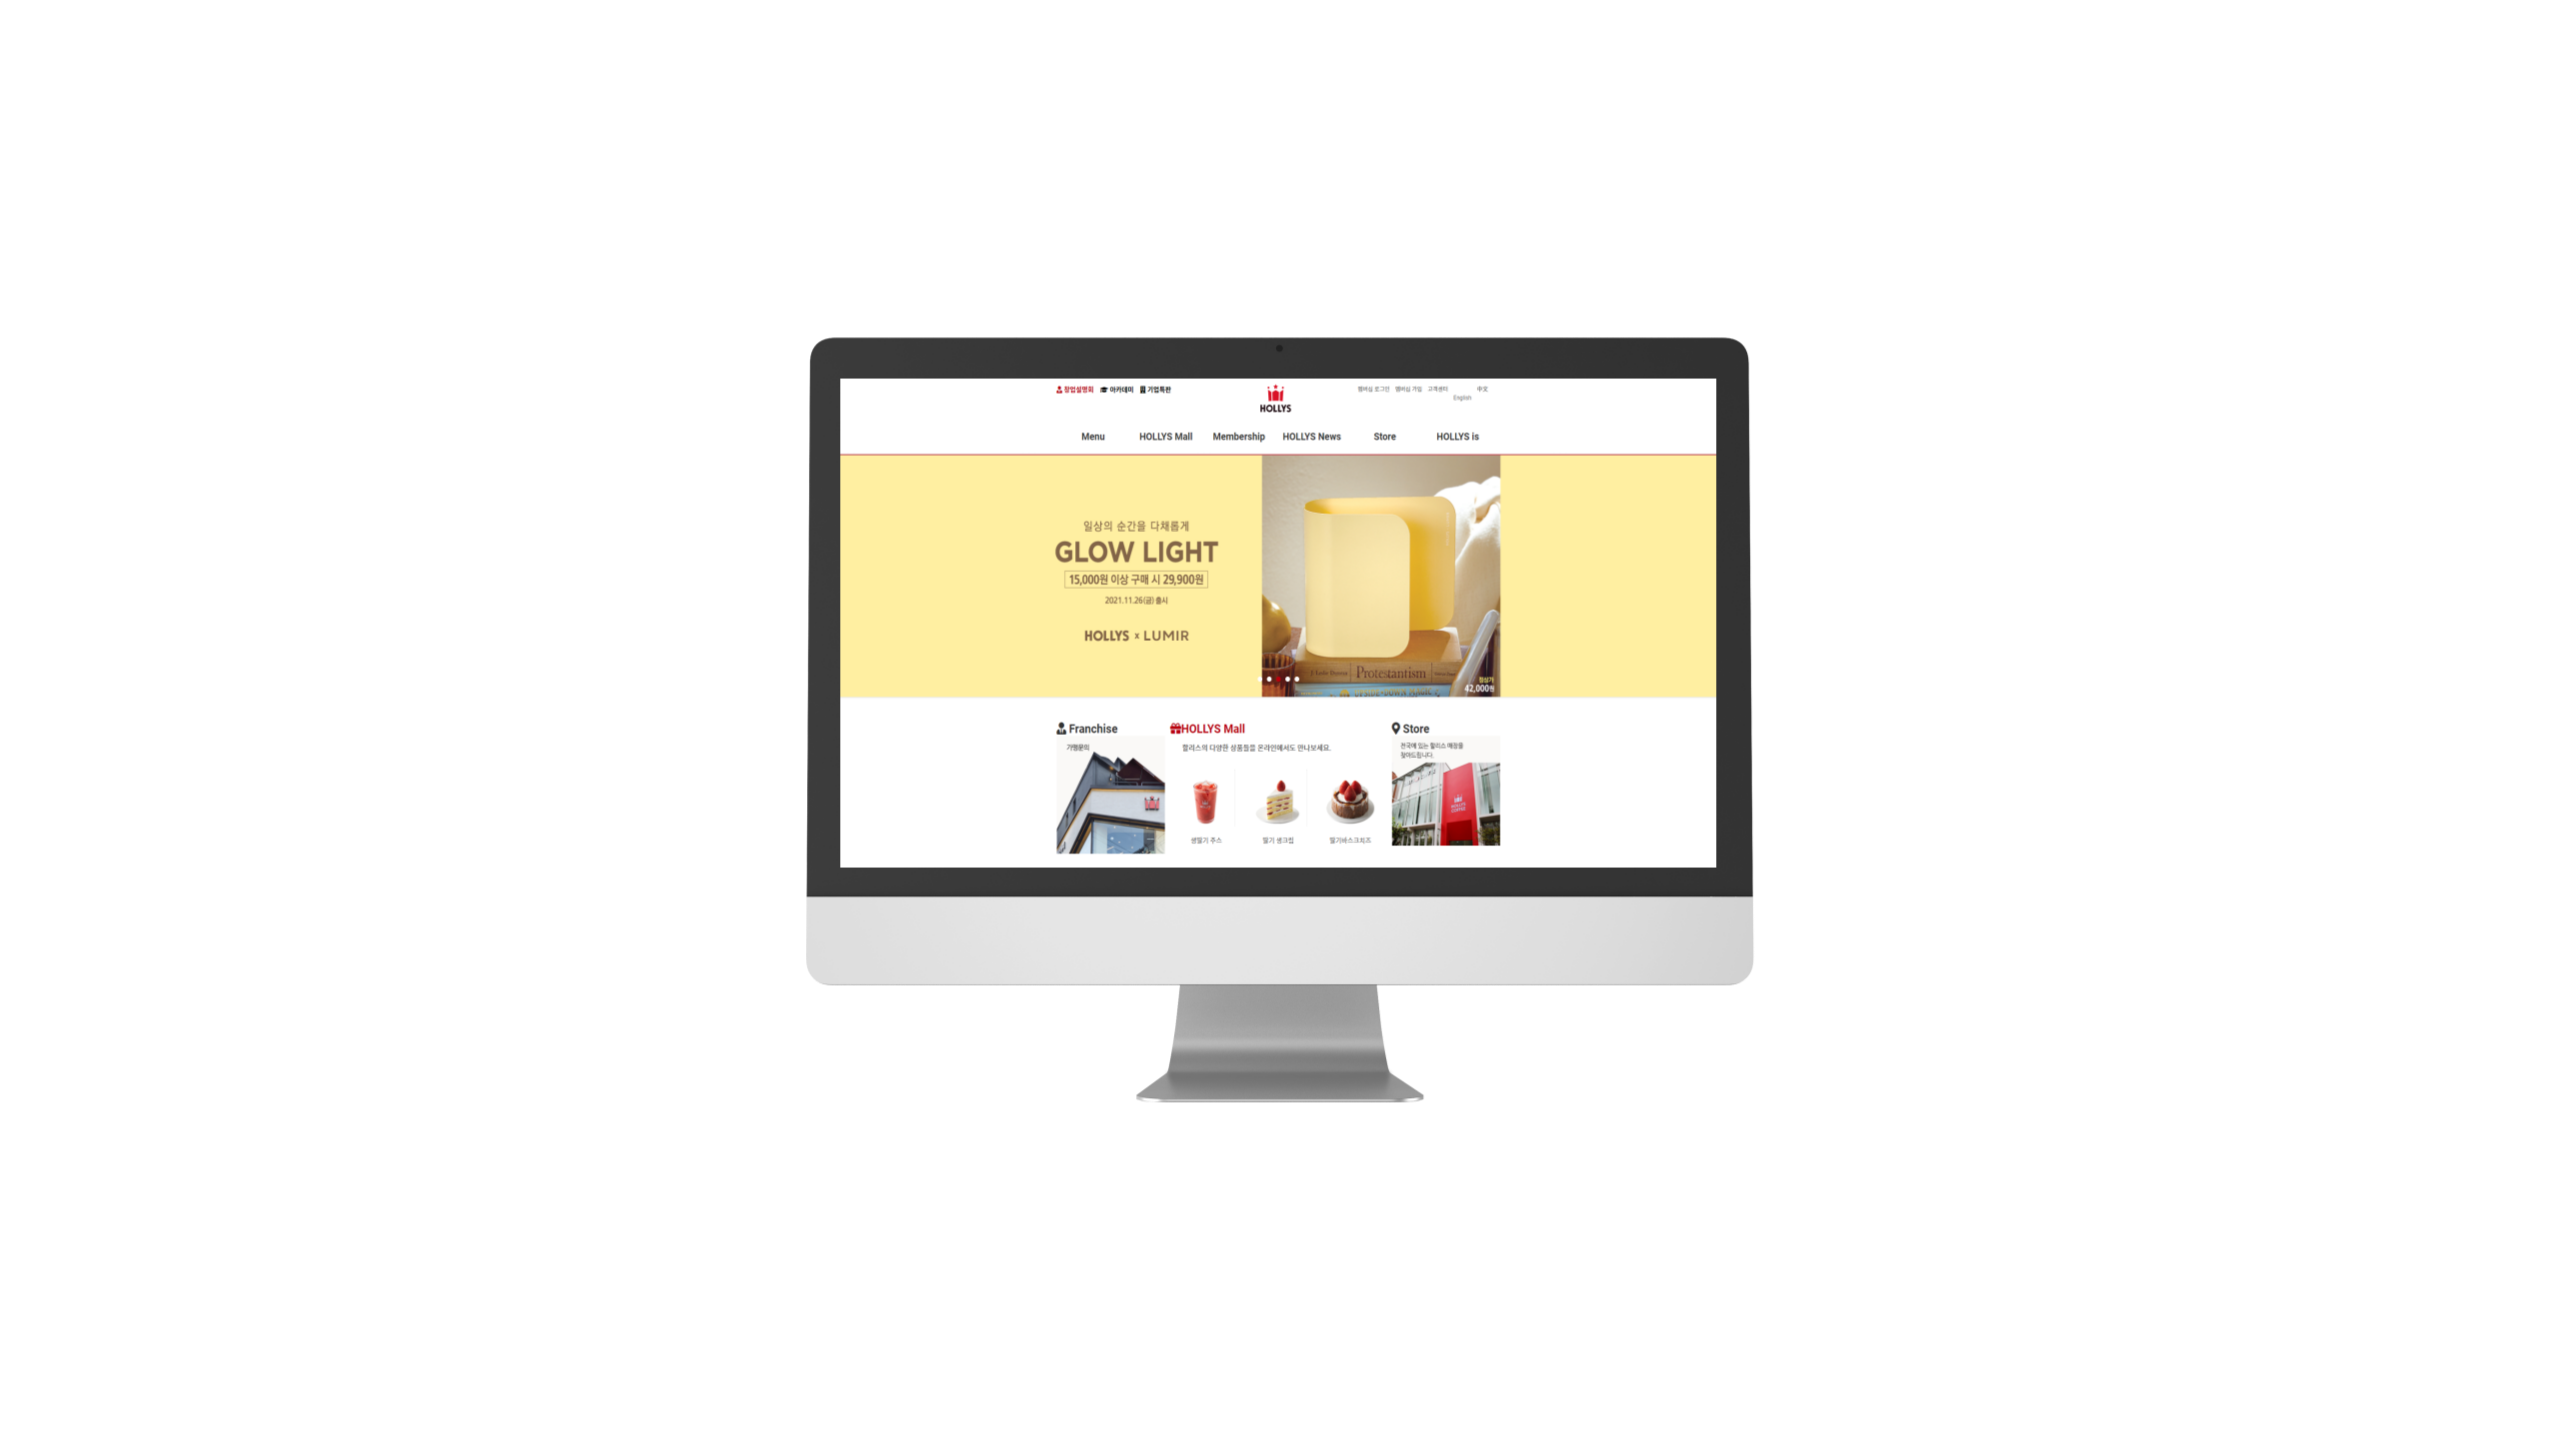 창업설명회 아카데미 기업특판
HOLLYS
멤버십 로그인 멤버십 가입 고객센터 English 中文
Menu HOLLYS Mall Membership HOLLYS News Store HOLLYS is
일상의 순간을 다채롭게
GLOW LIGHT
15,000원 이상 구매 시 29,900원
2021.11.26(금) 출시
HOLLYS x LUMIR
Protestantism
정상가
42,000원
Franchise
가맹문의
HOLLYS Mall
할리스의 다양한 상품들을 온라인에서도 만나보세요.
생딸기 주스
딸기 생크림
딸기바스크치즈
Store
전국에 있는 할리스 매장을
찾아드립니다.
HOLLYS
COFFEE